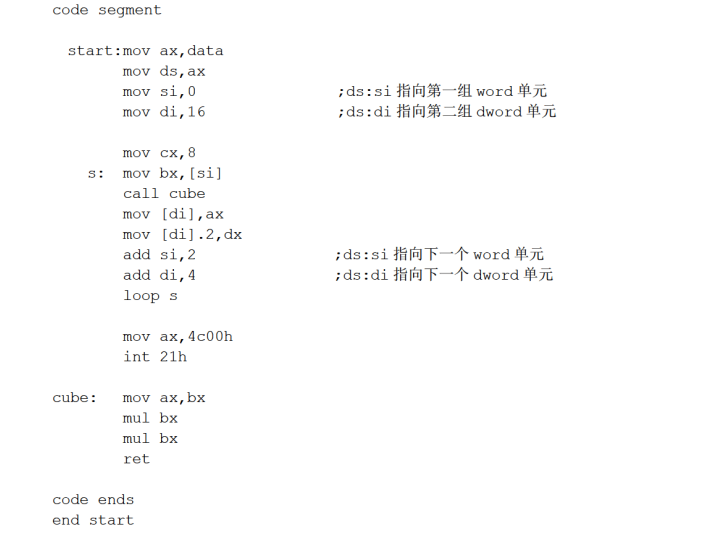 code segment
start:mov ax,data
mov ds,ax
mov si,0 ;ds:si 指向第一组 word 单元
mov di,16 ;ds:di 指向第二组 dword 单元
mov cx,8
s: mov bx,[si]
call cube
mov [di],ax
mov [di].2,dx
add si,2 ;ds:si 指向下一个 word 单元
add di,4 ;ds:di 指向下一个 dword 单元
loop s
mov ax,4c00h
int 21h
cube: mov ax,bx
mul bx
mul bx
ret
code ends
end start